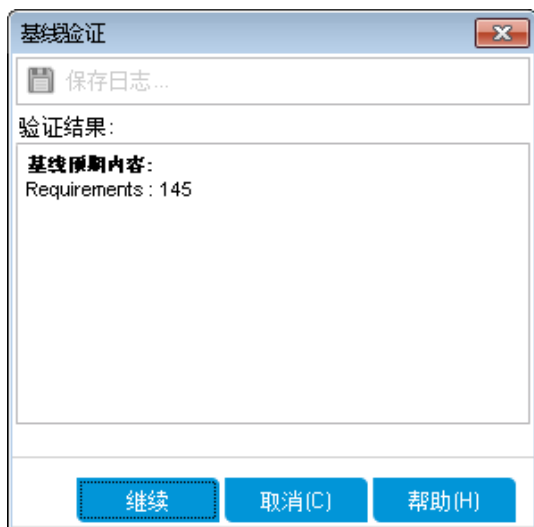 基线验证
保存日志...
验证结果:
基线预期内容:
Requirements : 145
继续
取消(C)
帮助(H)